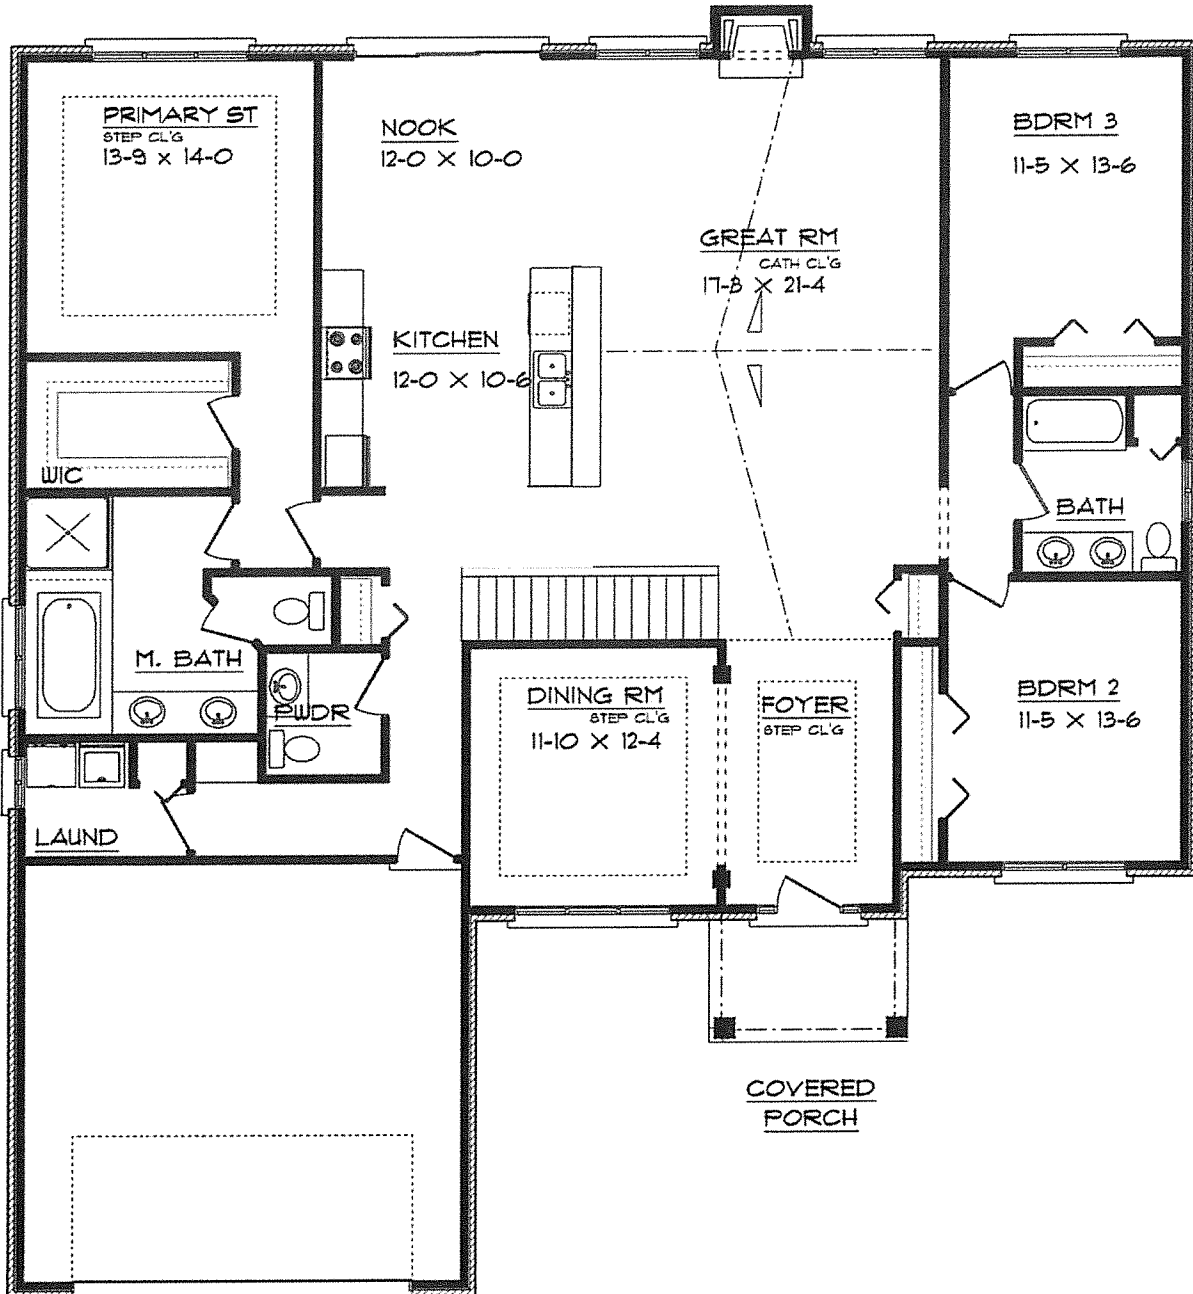 PRIMARY ST
STEP CL'G
13-9 x 14-0
NOOK
12-0 X 10-0
BDRM 3
11-5 X 13-6
GREAT RM
CATH CL'G
17-8 X 21-4
KITCHEN
12-0 X 10-6
WIC
BATH
M. BATH
PWDR
DINING RM
STEP CL'G
11-10 X 12-4
FOYER
STEP CL'G
BDRM 2
11-5 X 13-6
LAUND
COVERED
PORCH